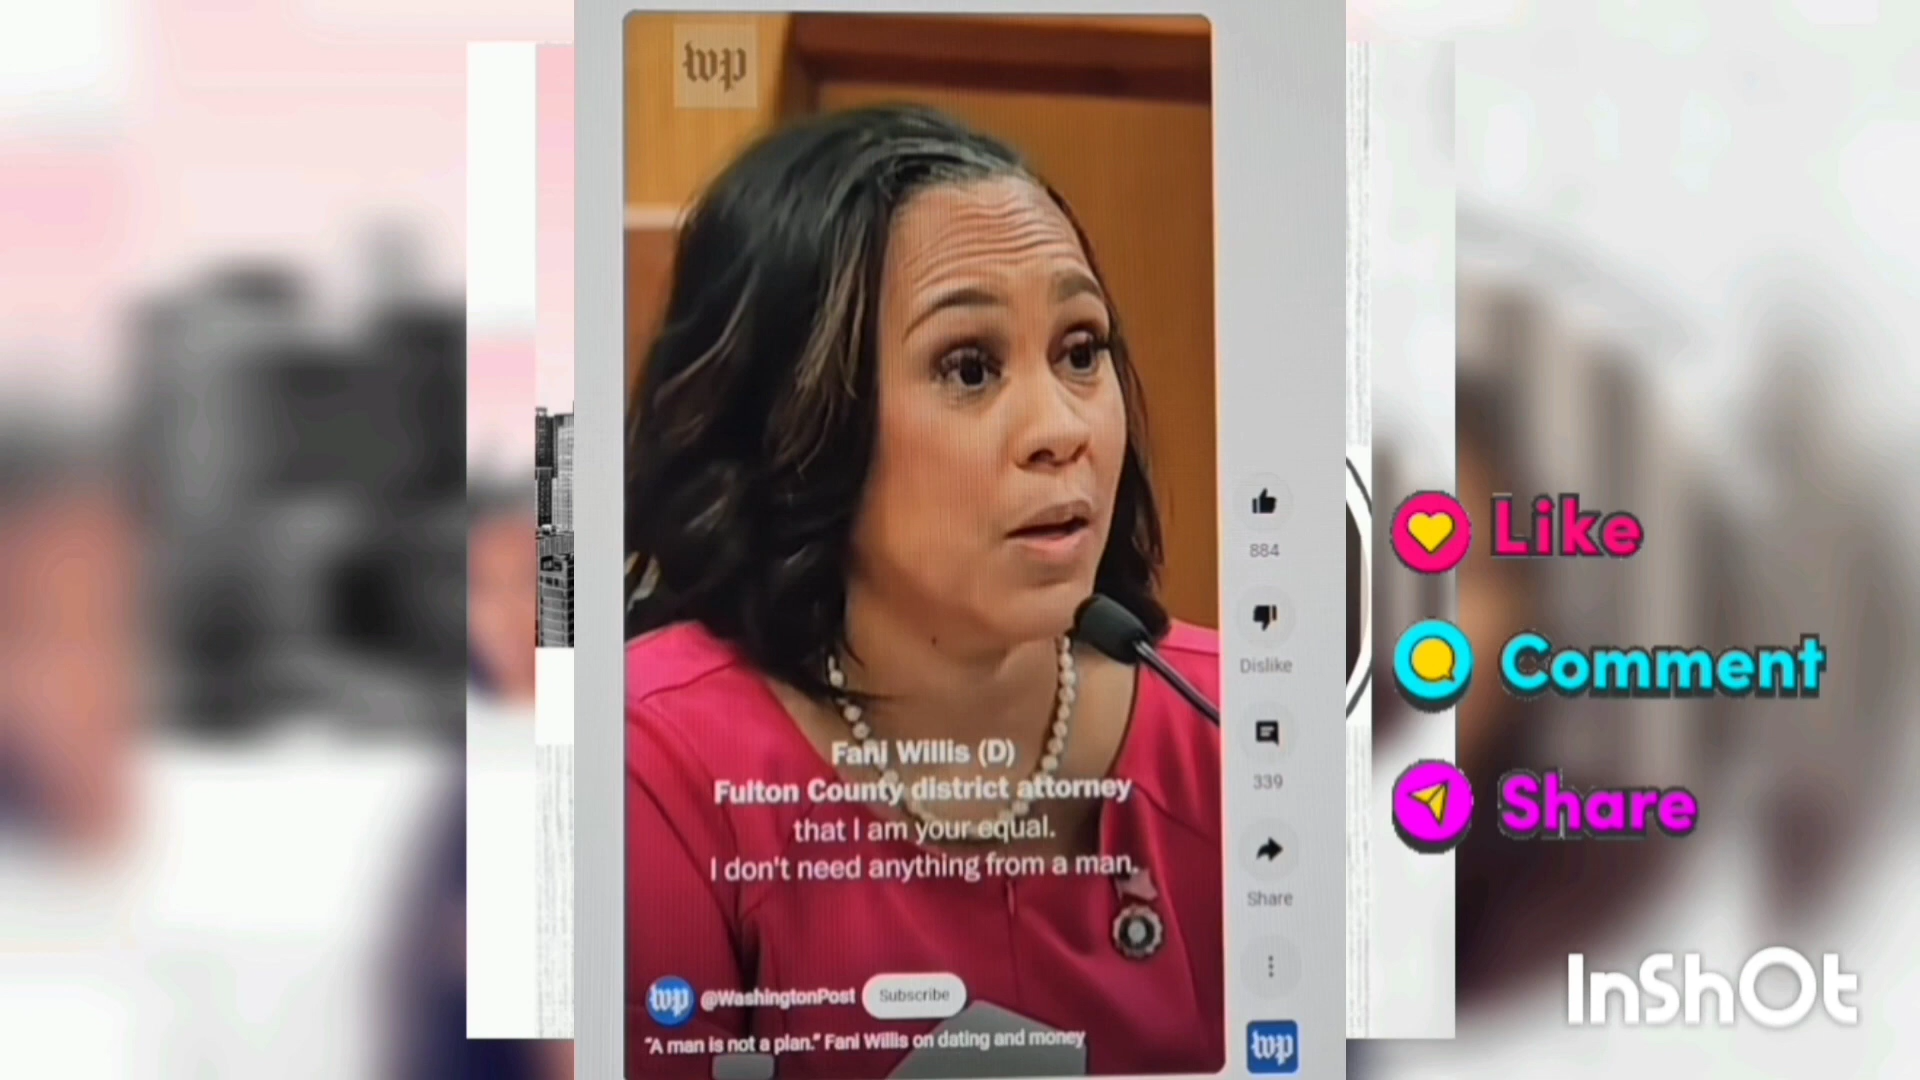 wp
Fani Willis (D)
Fulton County district attorney
that I am your equal.
I don't need anything from a man.
@WashingtonPost
Subscribe
"A man is not a plan." Fani Willis on dating and money
884
Dislike
339
Share
wp
wp
Like
Comment
Share
InShOt